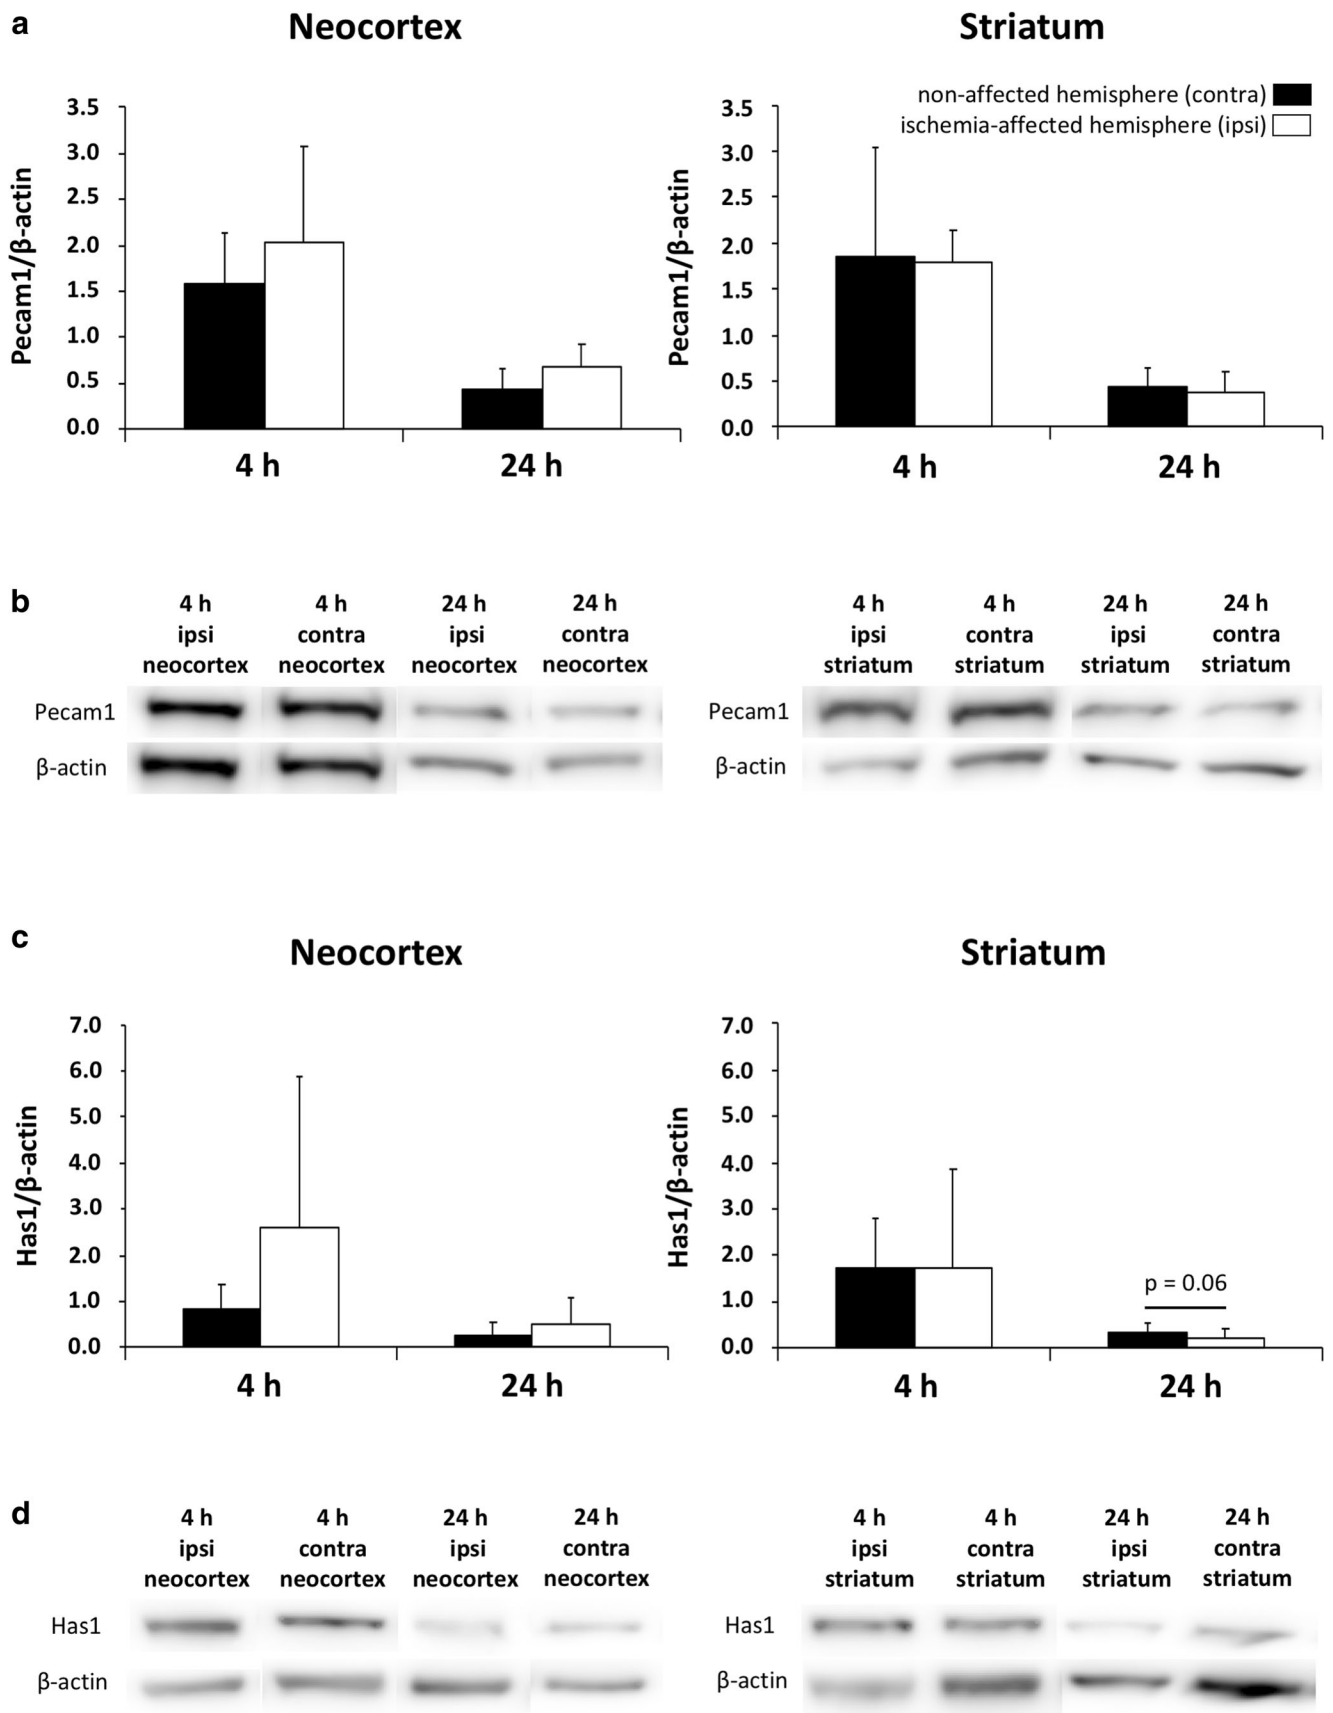 a
Neocortex
Striatum
non-affected hemisphere (contra)
ischemia-affected hemisphere (ipsi)
Pecam1/β-actin
3.5
3.0
2.5
2.0
1.5
1.0
0.5
0.0
4 h
24 h
Pecam1/β-actin
3.5
3.0
2.5
2.0
1.5
1.0
0.5
0.0
4 h
24 h
b
4 h
ipsi
neocortex
4 h
contra
neocortex
24 h
ipsi
neocortex
24 h
contra
neocortex
Pecam1
β-actin
4 h
ipsi
striatum
4 h
contra
striatum
24 h
ipsi
striatum
24 h
contra
striatum
Pecam1
β-actin
c
Neocortex
Striatum
Has1/β-actin
7.0
6.0
5.0
4.0
3.0
2.0
1.0
0.0
4 h
24 h
Has1/β-actin
7.0
6.0
5.0
4.0
3.0
2.0
1.0
0.0
p = 0.06
4 h
24 h
d
4 h
ipsi
neocortex
4 h
contra
neocortex
24 h
ipsi
neocortex
24 h
contra
neocortex
Has1
β-actin
4 h
ipsi
striatum
4 h
contra
striatum
24 h
ipsi
striatum
24 h
contra
striatum
Has1
β-actin